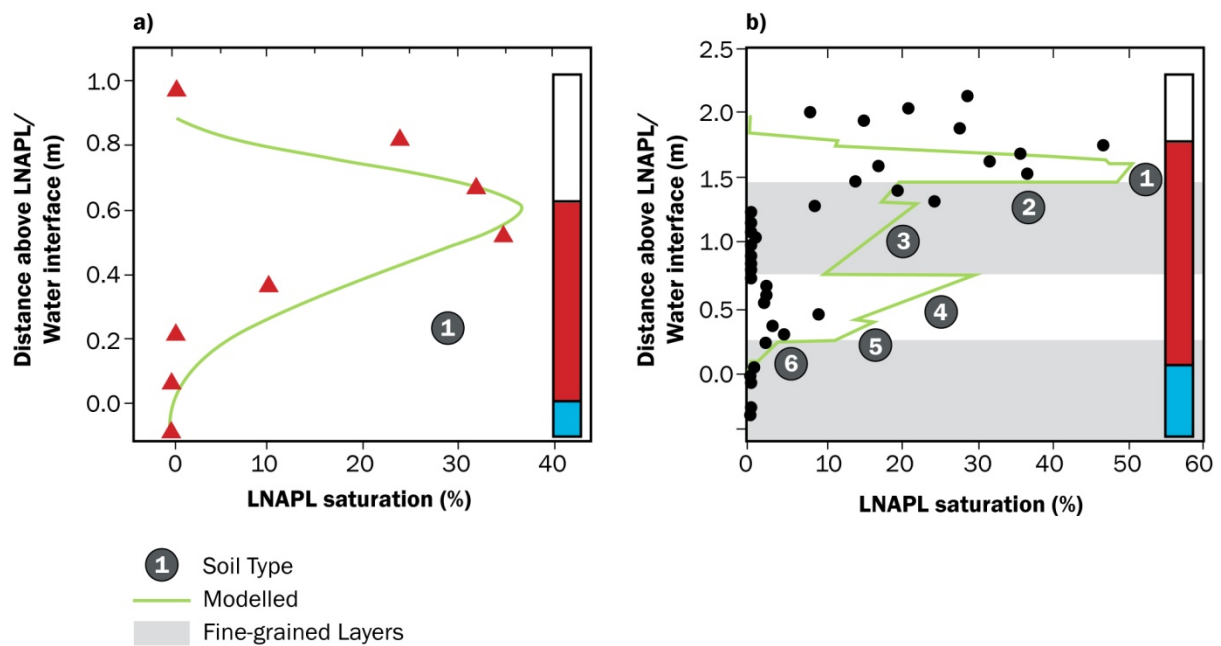 a)
Distance above LNAPL/
Water interface (m)
1.0
0.8
0.6
0.4
0.2
0.0
1
0 10 20 30 40
LNAPL saturation (%)
b)
Distance above LNAPL/
Water interface (m)
2.5
2.0
1.5
1.0
0.5
0.0
1
2
3
4
5
6
0 10 20 30 40 50 60
LNAPL saturation (%)
1 Soil Type
Modelled
Fine-grained Layers